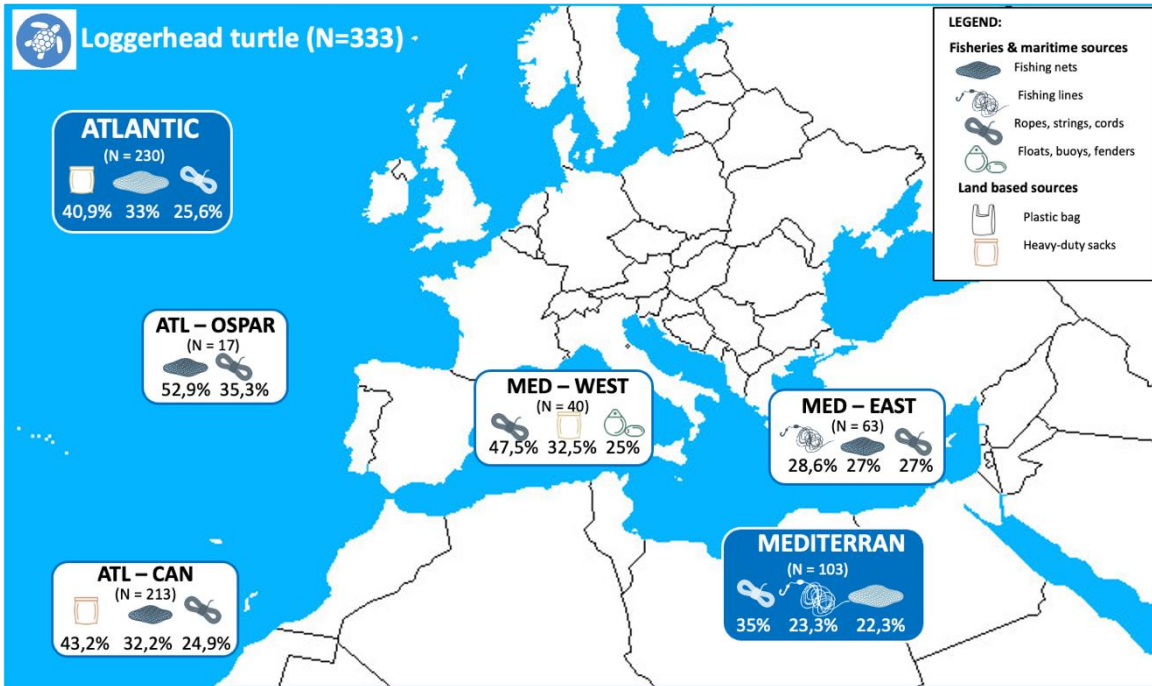 Loggerhead turtle (N=333)
LEGEND:
Fisheries & maritime sources
Fishing nets
Fishing lines
Ropes, strings, cords
Floats, buoys, fenders
Land based sources
Plastic bag
Heavy-duty sacks
ATLANTIC
(N = 230)
40,9% 33% 25,6%
ATL – OSPAR
(N = 17)
52,9% 35,3%
MED – WEST
(N = 40)
47,5% 32,5% 25%
MED – EAST
(N = 63)
28,6% 27% 27%
ATL – CAN
(N = 213)
43,2% 32,2% 24,9%
MEDITERRAN
(N = 103)
35% 23,3% 22,3%